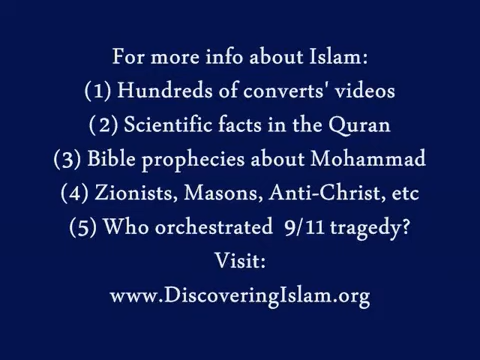 For more info about Islam:
(1) Hundreds of converts' videos
(2) Scientific facts in the Quran
(3) Bible prophecies about Mohammad
(4) Zionists, Masons, Anti-Christ, etc
(5) Who orchestrated 9/11 tragedy?
Visit:
www.DiscoveringIslam.org